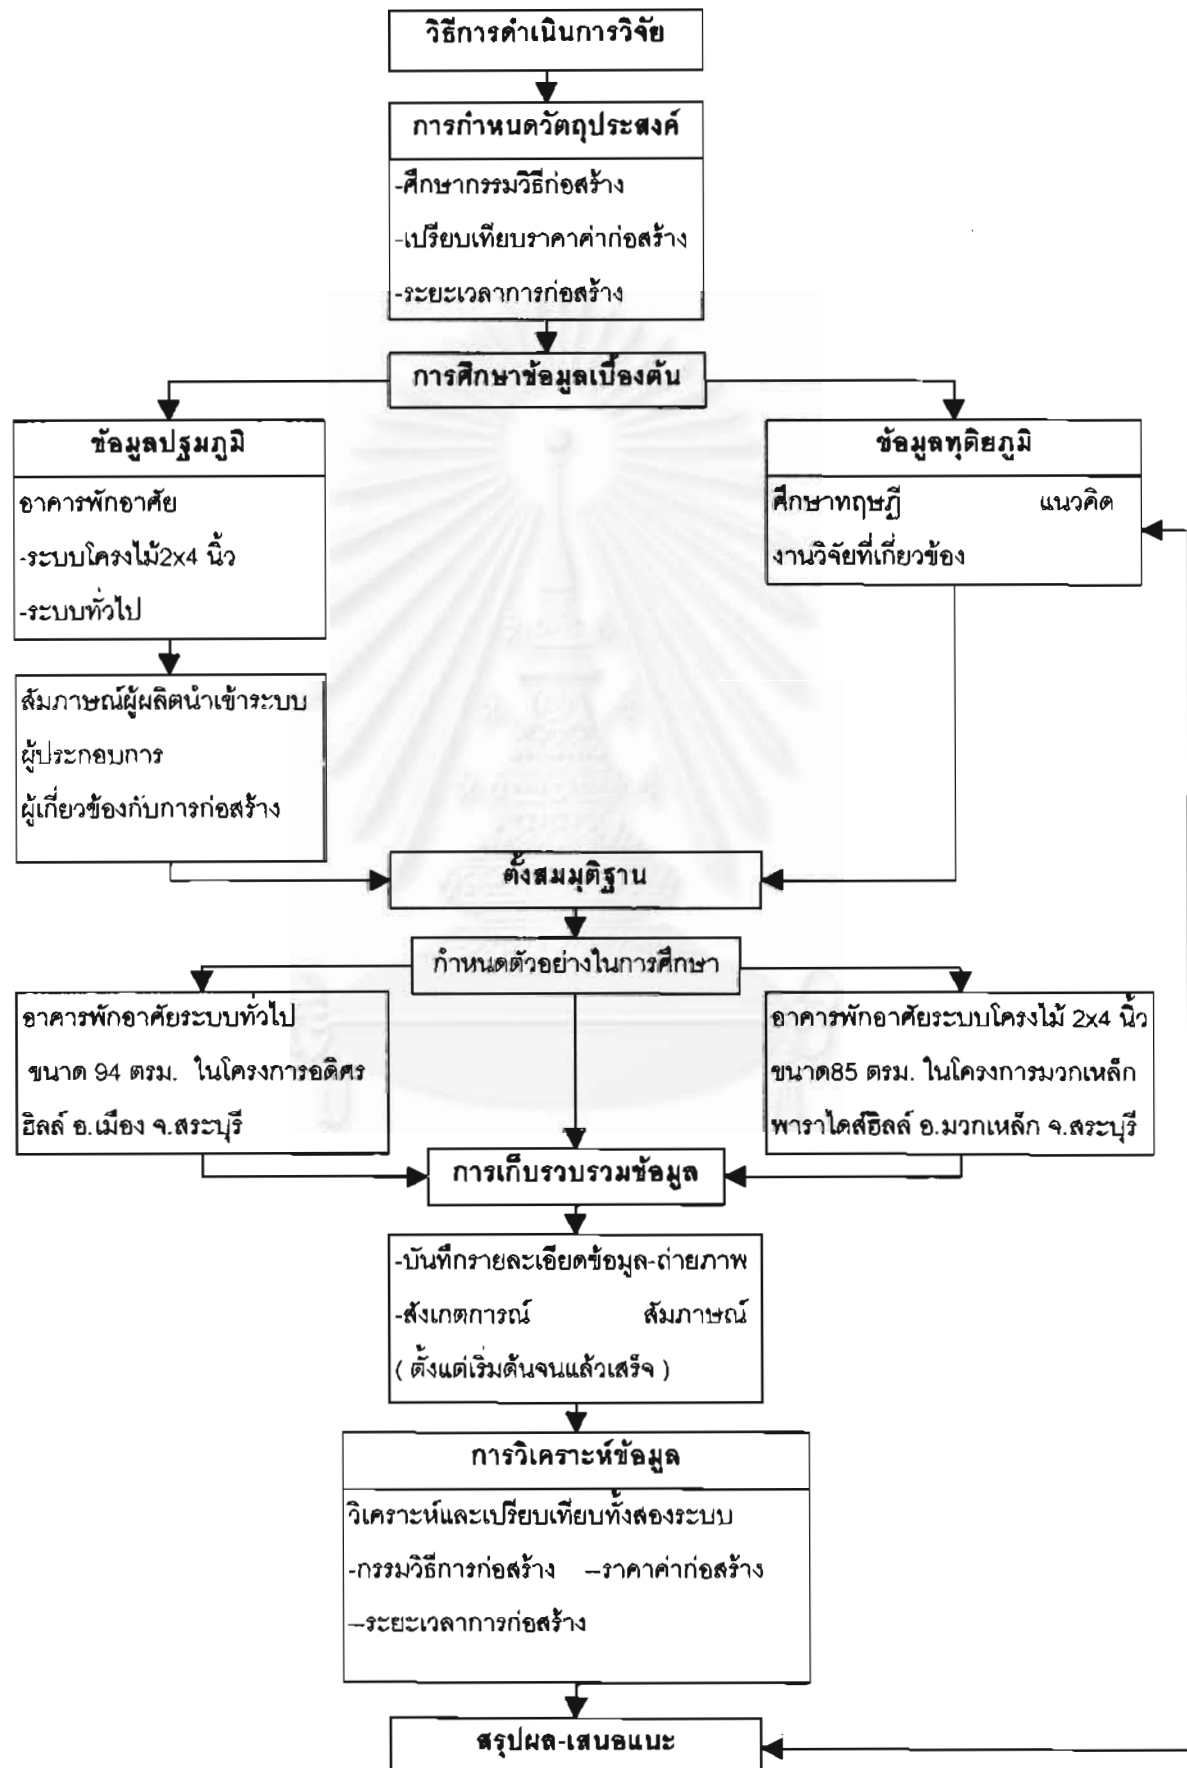 วิธีการดำเนินการวิจัย
การกำหนดวัตถุประสงค์
-ศึกษากรรมวิธีก่อสร้าง
-เปรียบเทียบราคาค่าก่อสร้าง
-ระยะเวลาการก่อสร้าง
การศึกษาข้อมูลเบื้องต้น
ข้อมูลปฐมภูมิ
อาคารพักอาศัย
-ระบบโครงไม้2x4 นิ้ว
-ระบบทั่วไป
ข้อมูลทุติยภูมิ
ศึกษาทฤษฎี แนวคิด
งานวิจัยที่เกี่ยวข้อง
สัมภาษณ์ผู้ผลิตนำเข้าระบบ
ผู้ประกอบการ
ผู้เกี่ยวข้องกับการก่อสร้าง
ตั้งสมมุติฐาน
กำหนดตัวอย่างในการศึกษา
อาคารพักอาศัยระบบทั่วไป
ขนาด 94 ตรม. ในโครงการอดิศร
ฮิลล์ อ.เมือง จ.สระบุรี
อาคารพักอาศัยระบบโครงไม้ 2x4 นิ้ว
ขนาด85 ตรม. ในโครงการมวกเหล็ก
พาราไดส์ฮิลล์ อ.มวกเหล็ก จ.สระบุรี
การเก็บรวบรวมข้อมูล
-บันทึกรายละเอียดข้อมูล-ถ่ายภาพ
-สังเกตการณ์ สัมภาษณ์
( ตั้งแต่เริ่มต้นจนแล้วเสร็จ )
การวิเคราะห์ข้อมูล
วิเคราะห์และเปรียบเทียบทั้งสองระบบ
-กรรมวิธีการก่อสร้าง –ราคาค่าก่อสร้าง
–ระยะเวลาการก่อสร้าง
สรุปผล-เสนอแนะ